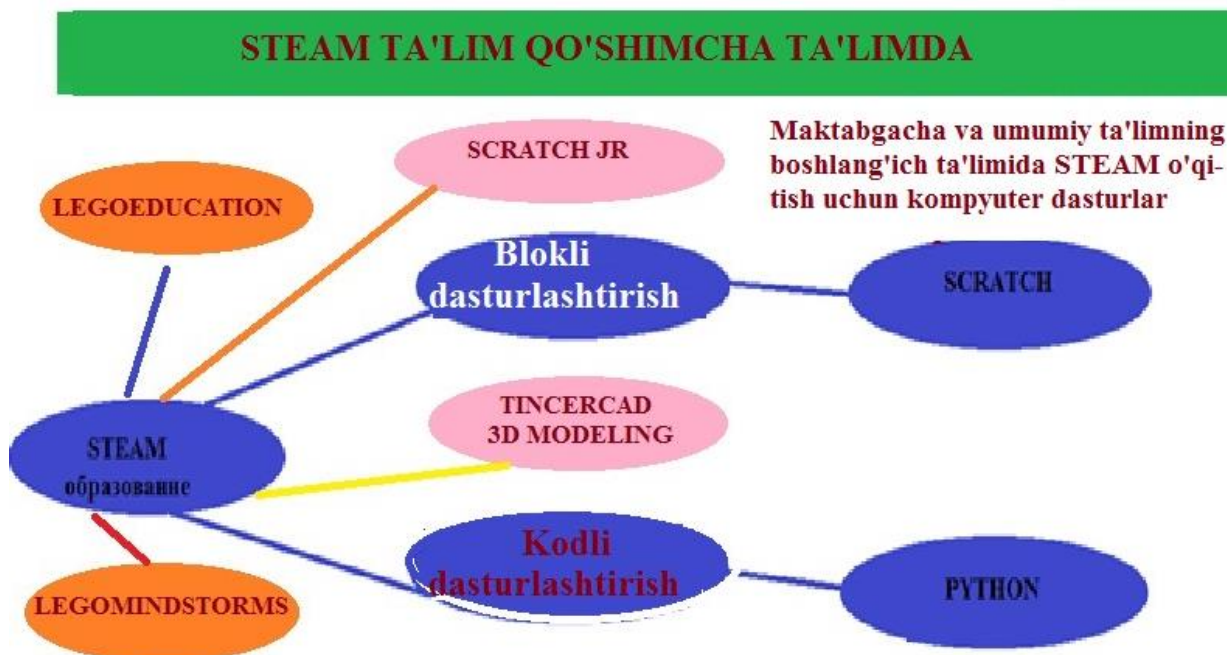 STEAM TA'LIM QO'SHIMCHA TA'LIMDA
Maktabgacha va umumiy ta'limning
boshlang'ich ta'limida STEAM o'qi-
tish uchun kompyuter dasturlar
SCRATCH JR
LEGOEDUCATION
Blokli
dasturlashtirish
SCRATCH
TINCERCAD
3D MODELING
STEAM
образование
Kodli
dasturlashtirish
PYTHON
LEGOMINDSTORMS